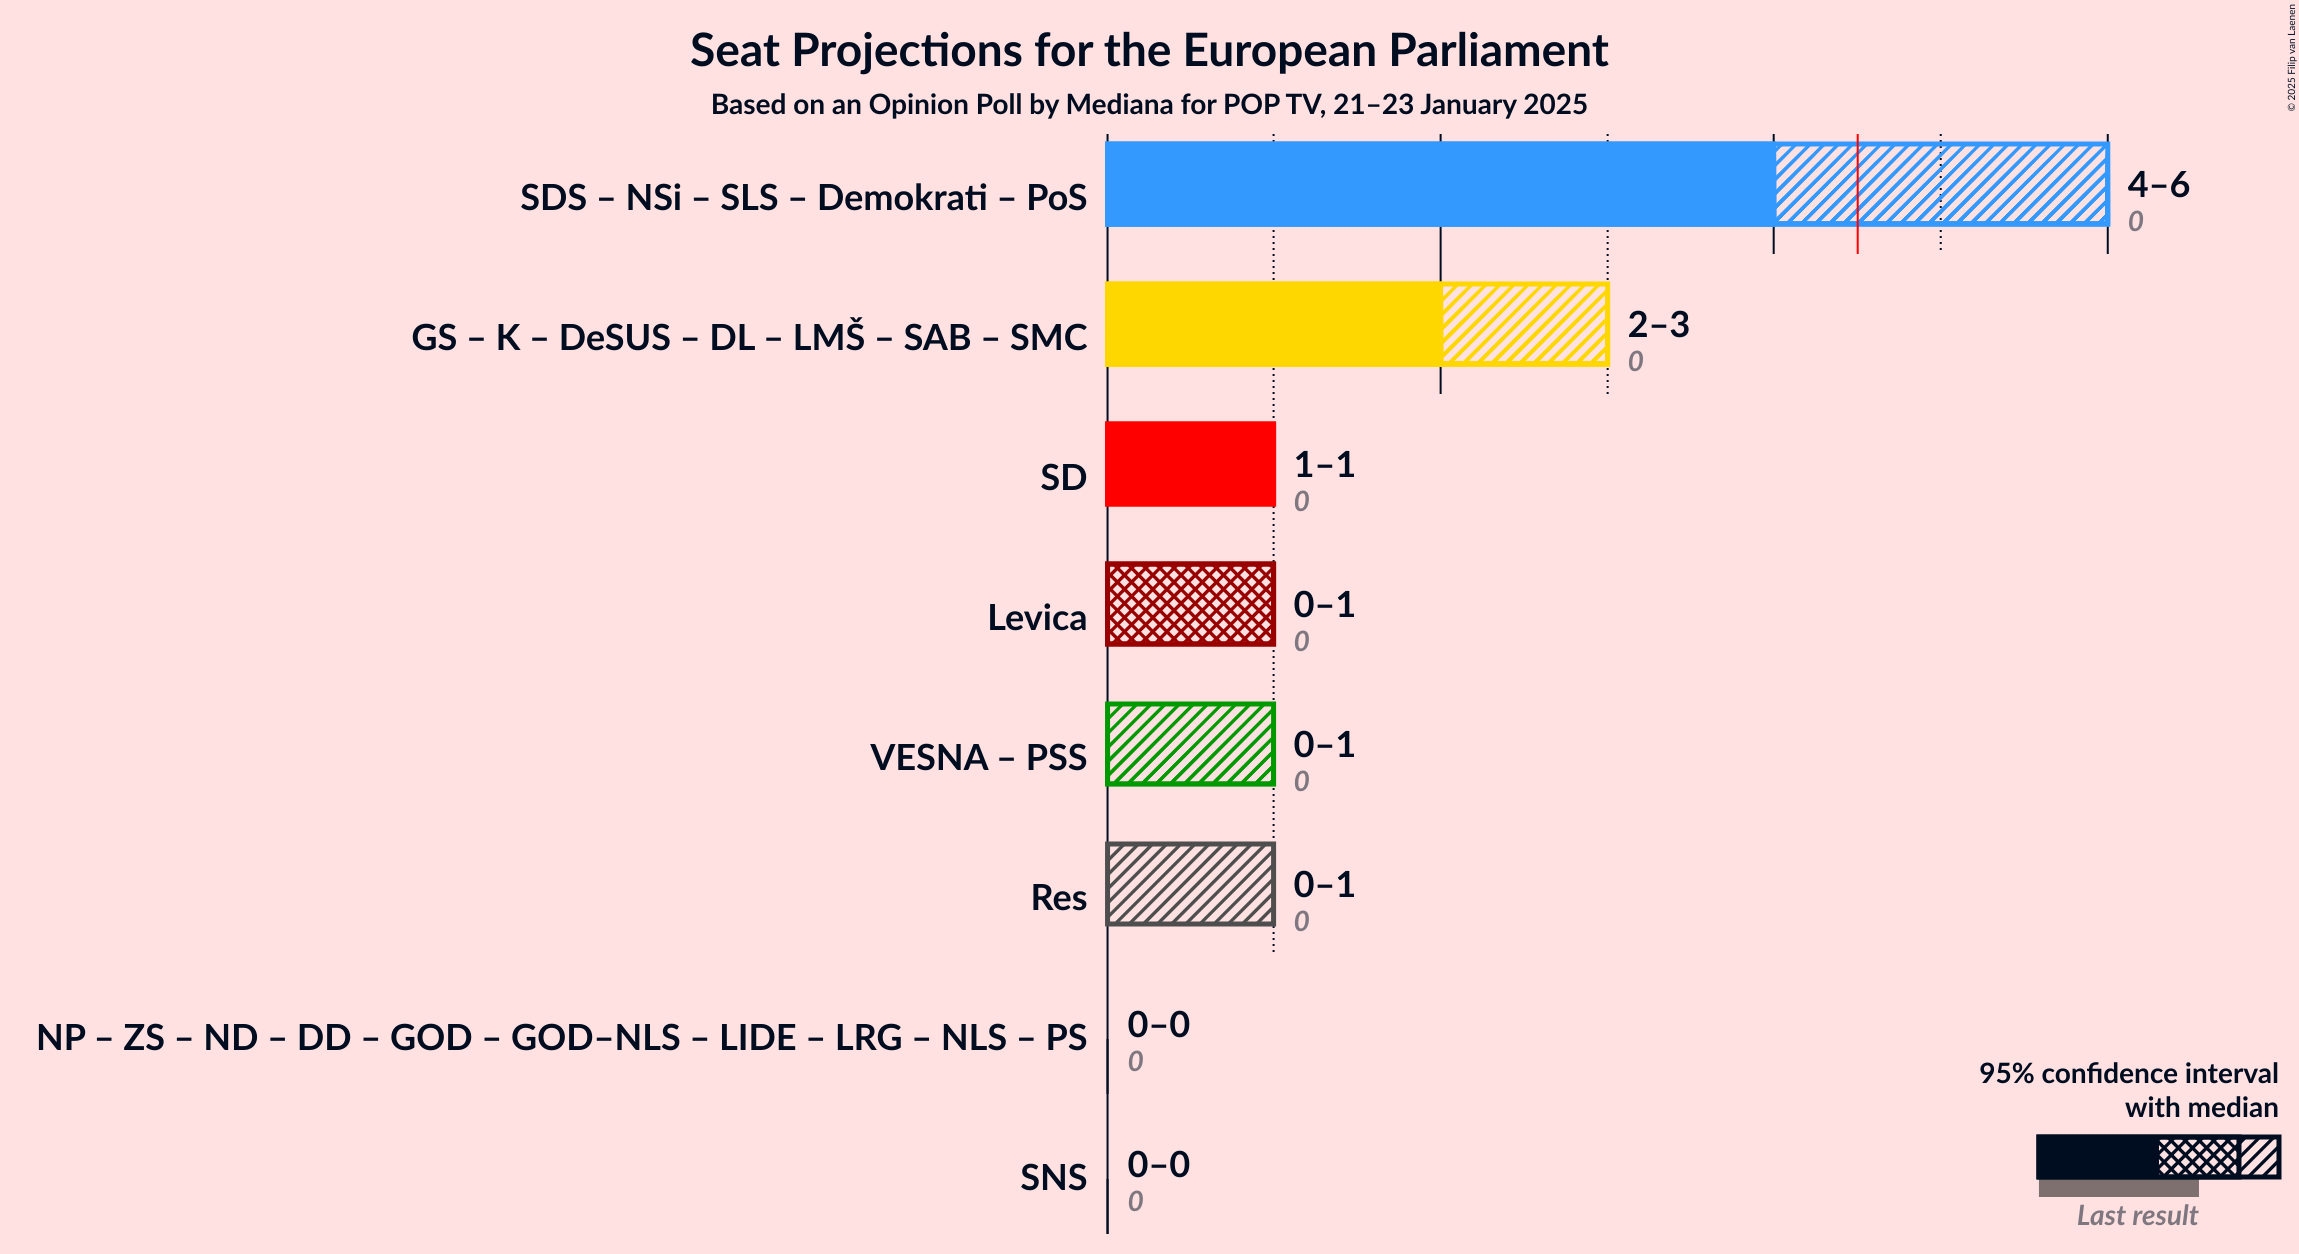 Seat Projections for the European Parliament
Based on an Opinion Poll by Mediana for POP TV, 21–23 January 2025
© 2025 Filip van Laenen
SDS – NSi – SLS – Demokrati – PoS
4–6
0
GS – K – DeSUS – DL – LMŠ – SAB – SMC
2–3
0
SD
1–1
0
Levica
0–1
0
VESNA – PSS
0–1
0
Res
0–1
0
NP – ZS – ND – DD – GOD – GOD–NLS – LIDE – LRG – NLS – PS
0–0
0
SNS
0–0
0
95% confidence interval
with median
Last result